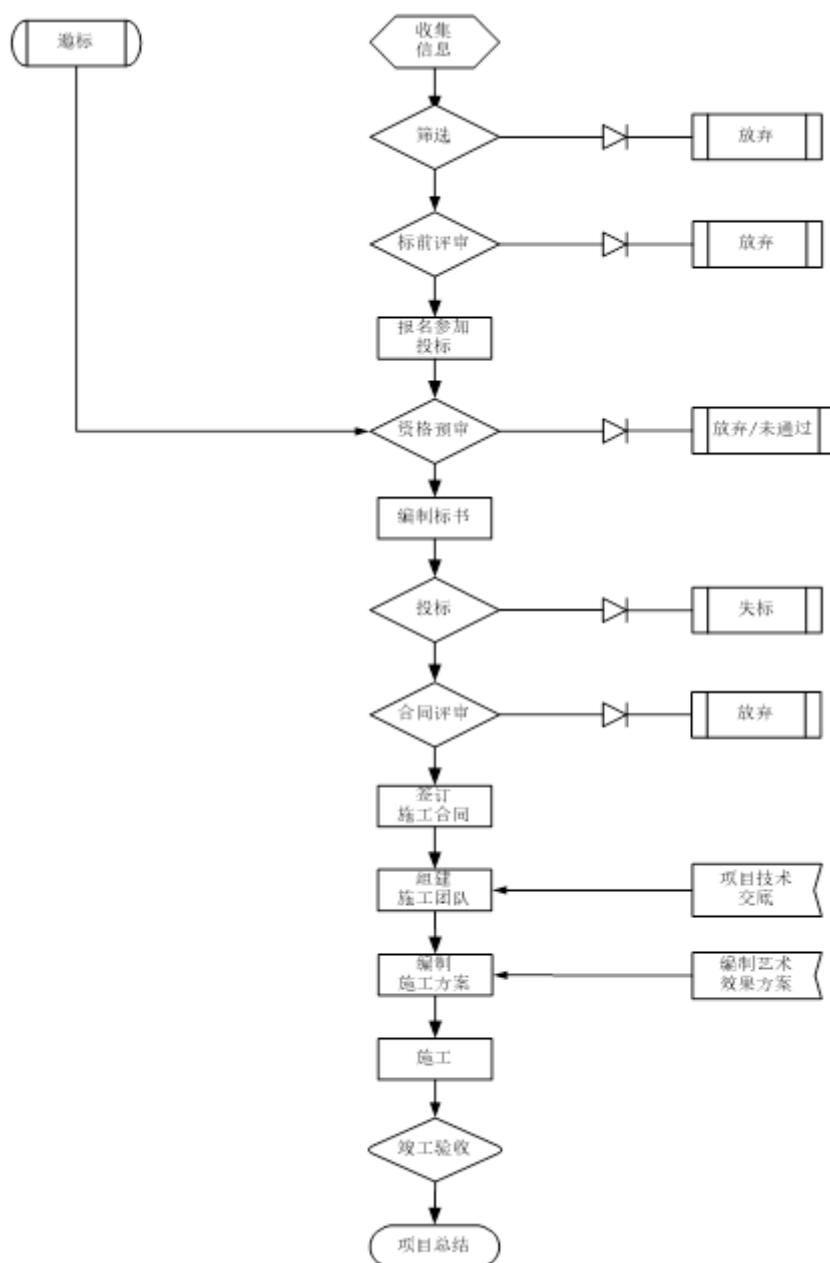 邀标
收集
信息
筛选
放弃
标前评审
放弃
报名参加
投标
资格预审
放弃/未通过
编制标书
投标
失标
合同评审
放弃
签订
施工合同
组建
施工团队
项目技术
交底
编制
施工方案
编制艺术
效果方案
施工
竣工验收
项目总结